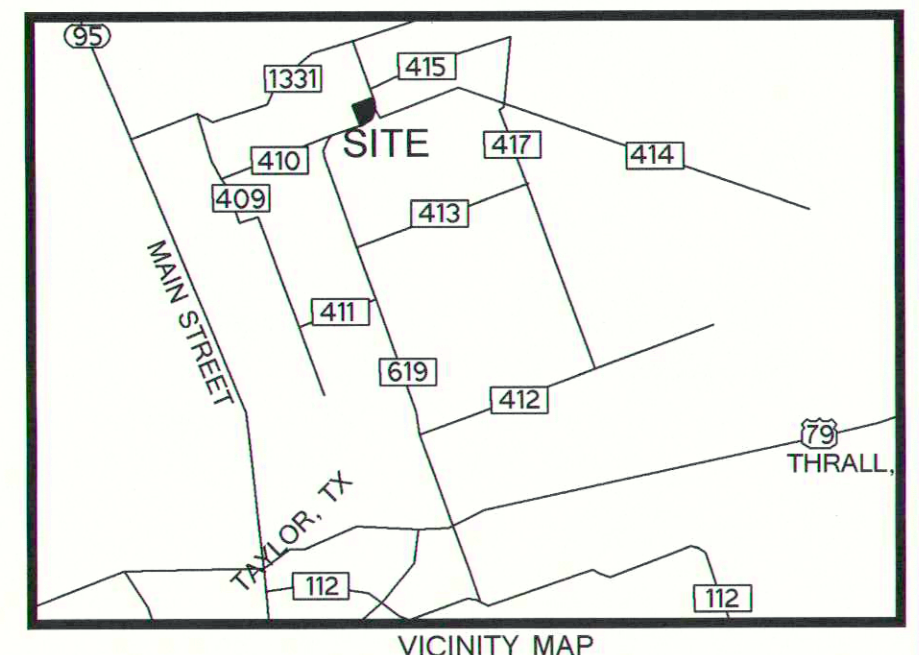 95
415
1331
SITE
417
414
410
409
413
MAIN STREET
411
619
412
79
THRALL,
TAYLOR, TX
112
112
VICINITY MAP